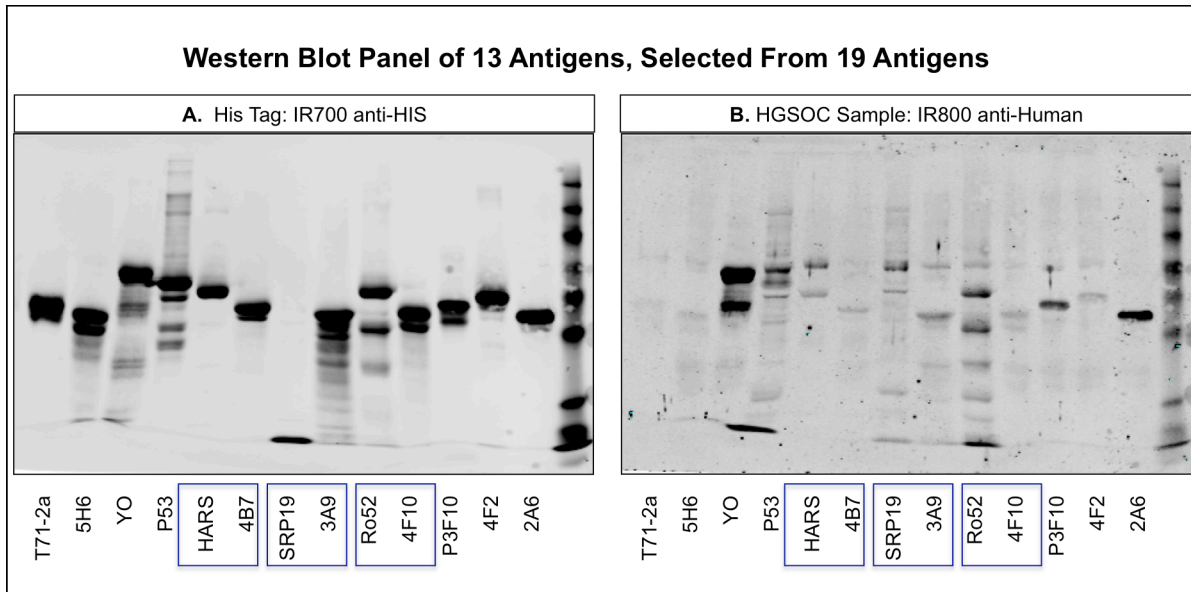 Western Blot Panel of 13 Antigens, Selected From 19 Antigens
A. His Tag: IR700 anti-HIS
B. HGSOC Sample: IR800 anti-Human
T71-2a
5H6
YO
P53
HARS
4B7
SRP19
3A9
Ro52
4F10
P3F10
4F2
2A6
T71-2a
5H6
YO
P53
HARS
4B7
SRP19
3A9
Ro52
4F10
P3F10
4F2
2A6